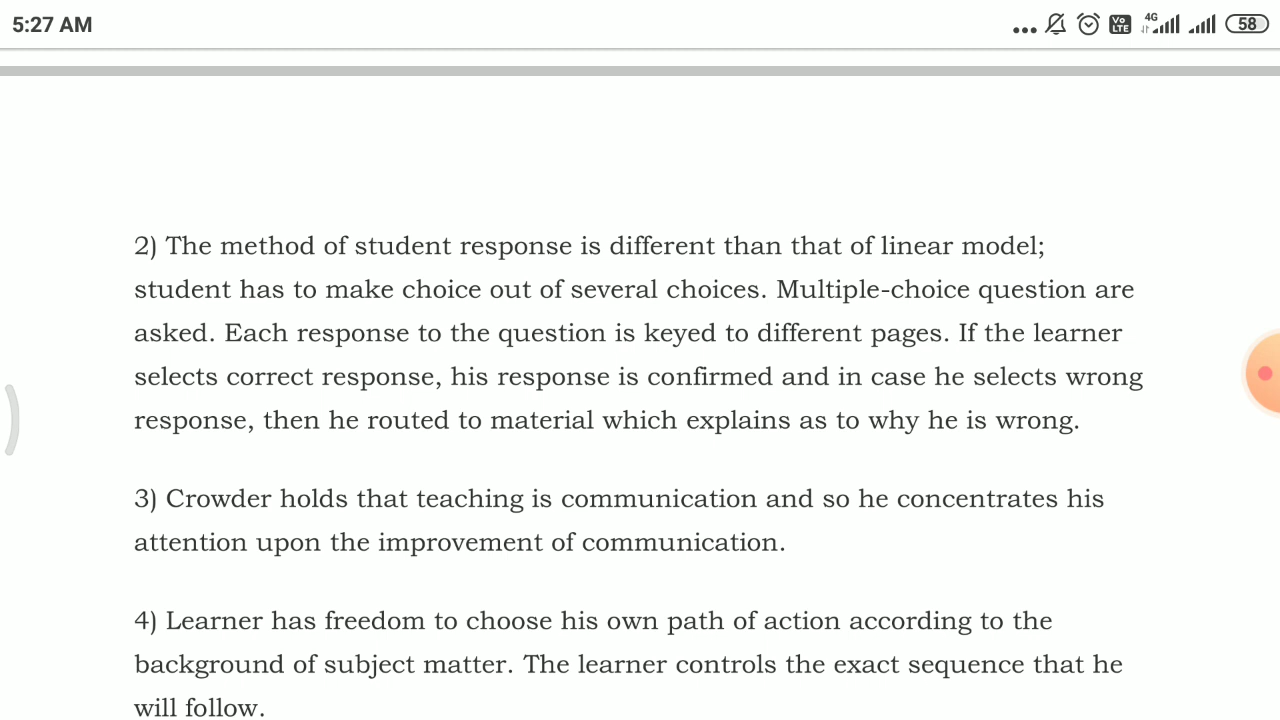 5:27 AM
... Vo LTE 4G 58
2) The method of student response is different than that of linear model;
student has to make choice out of several choices. Multiple-choice question are
asked. Each response to the question is keyed to different pages. If the learner
selects correct response, his response is confirmed and in case he selects wrong
response, then he routed to material which explains as to why he is wrong.
3) Crowder holds that teaching is communication and so he concentrates his
attention upon the improvement of communication.
4) Learner has freedom to choose his own path of action according to the
background of subject matter. The learner controls the exact sequence that he
will follow.